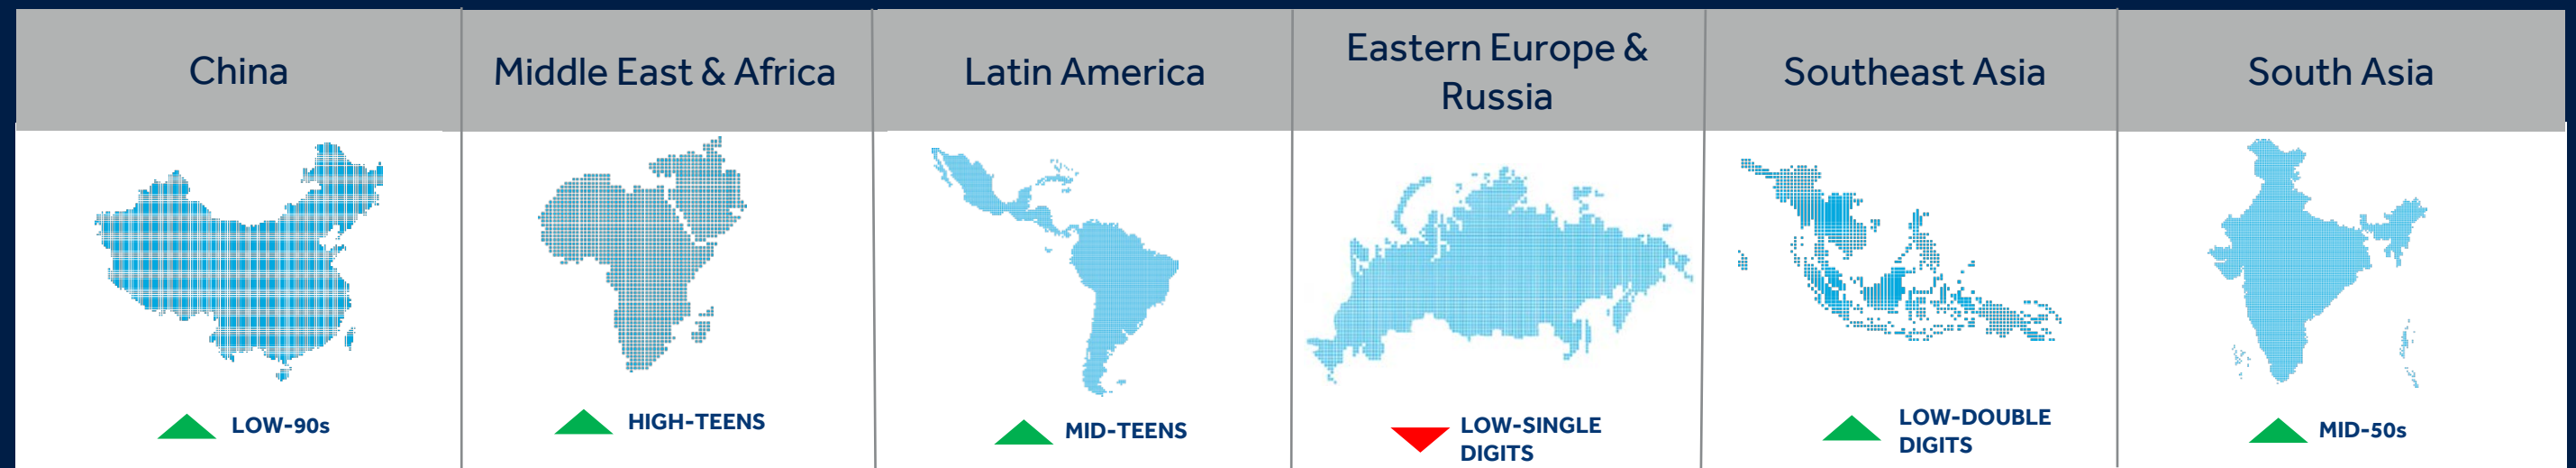 China
Middle East & Africa
Latin America
Eastern Europe &
Russia
Southeast Asia
South Asia
LOW-90s
HIGH-TEENS
MID-TEENS
LOW-SINGLE
DIGITS
LOW-DOUBLE
DIGITS
MID-50s